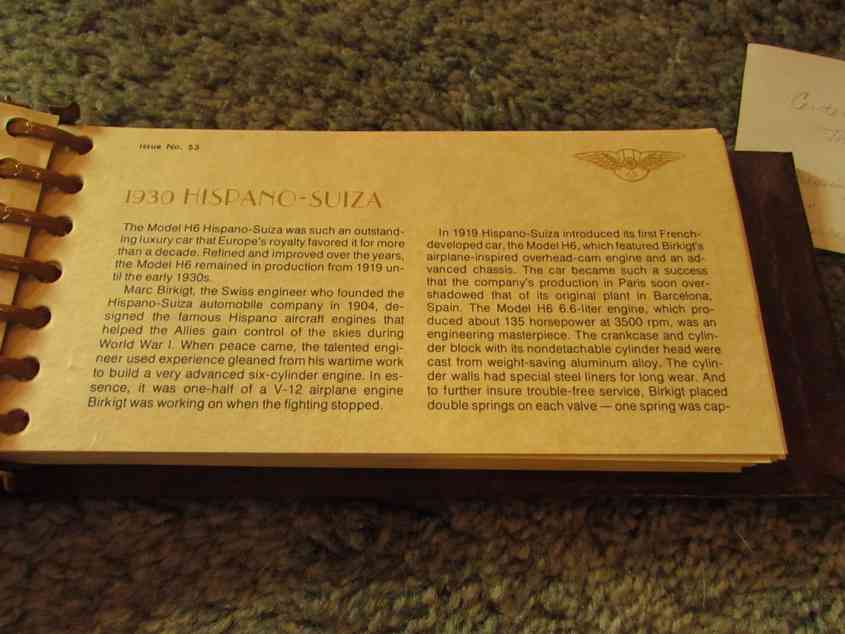 Issue No. 53
1930 HISPANO-SUIZA
The Model H6 Hispano-Suiza was such an outstand-
ing luxury car that Europe's royalty favored it for more
than a decade. Refined and improved over the years,
the Model H6 remained in production from 1919 un-
til the early 1930s.
Marc Birkigt, the Swiss engineer who founded the
Hispano-Suiza automobile company in 1904, de-
signed the famous Hispano aircraft engines that
helped the Allies gain control of the skies during
World War I. When peace came, the talented engi-
neer used experience gleaned from his wartime work
to build a very advanced six-cylinder engine. In es-
sence, it was one-half of a V-12 airplane engine
Birkigt was working on when the fighting stopped.
In 1919 Hispano-Suiza introduced its first French-
developed car, the Model H6, which featured Birkigt's
airplane-inspired overhead-cam engine and an ad-
vanced chassis. The car became such a success
that the company's production in Paris soon over-
shadowed that of its original plant in Barcelona,
Spain. The Model H6 6.6-liter engine, which pro-
duced about 135 horsepower at 3500 rpm, was an
engineering masterpiece. The crankcase and cylin-
der block with its nondetachable cylinder head were
cast from weight-saving aluminum alloy. The cylin-
der walls had special steel liners for long wear. And
to further insure trouble-free service, Birkigt placed
double springs on each valve — one spring was cap-